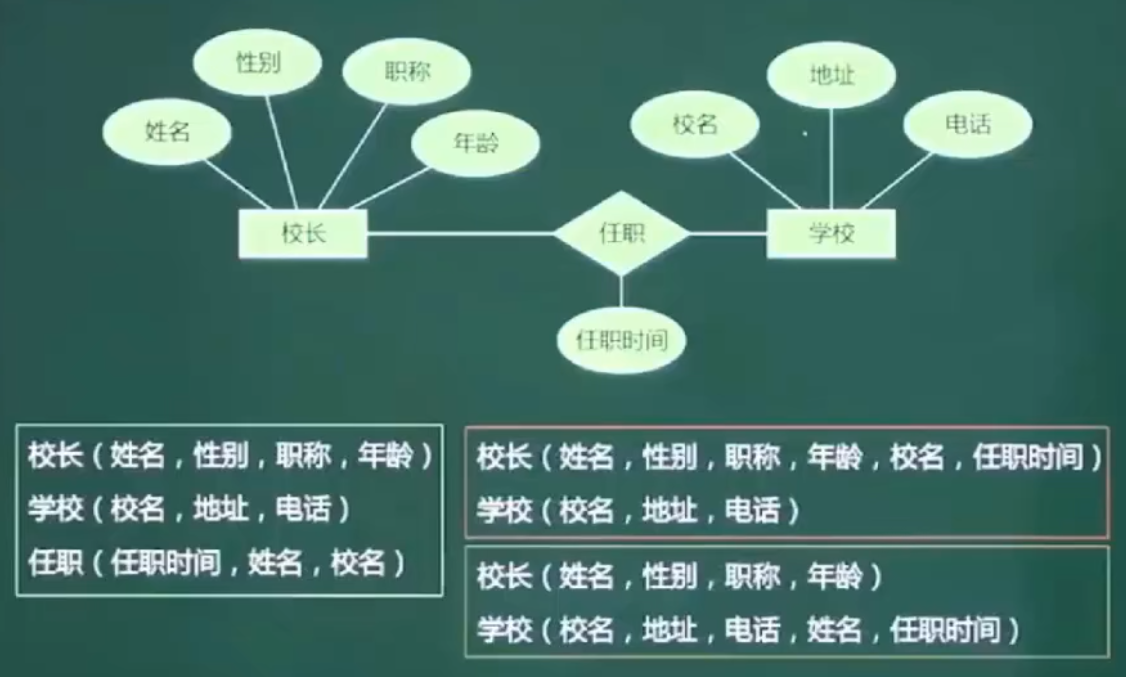 性别
职称
姓名
年龄
地址
校名
电话
校长
任职
学校
任职时间
校长（姓名，性别，职称，年龄）
学校（校名，地址，电话）
任职（任职时间，姓名，校名）
校长（姓名，性别，职称，年龄，校名，任职时间）
学校（校名，地址，电话）
校长（姓名，性别，职称，年龄）
学校（校名，地址，电话，姓名，任职时间）